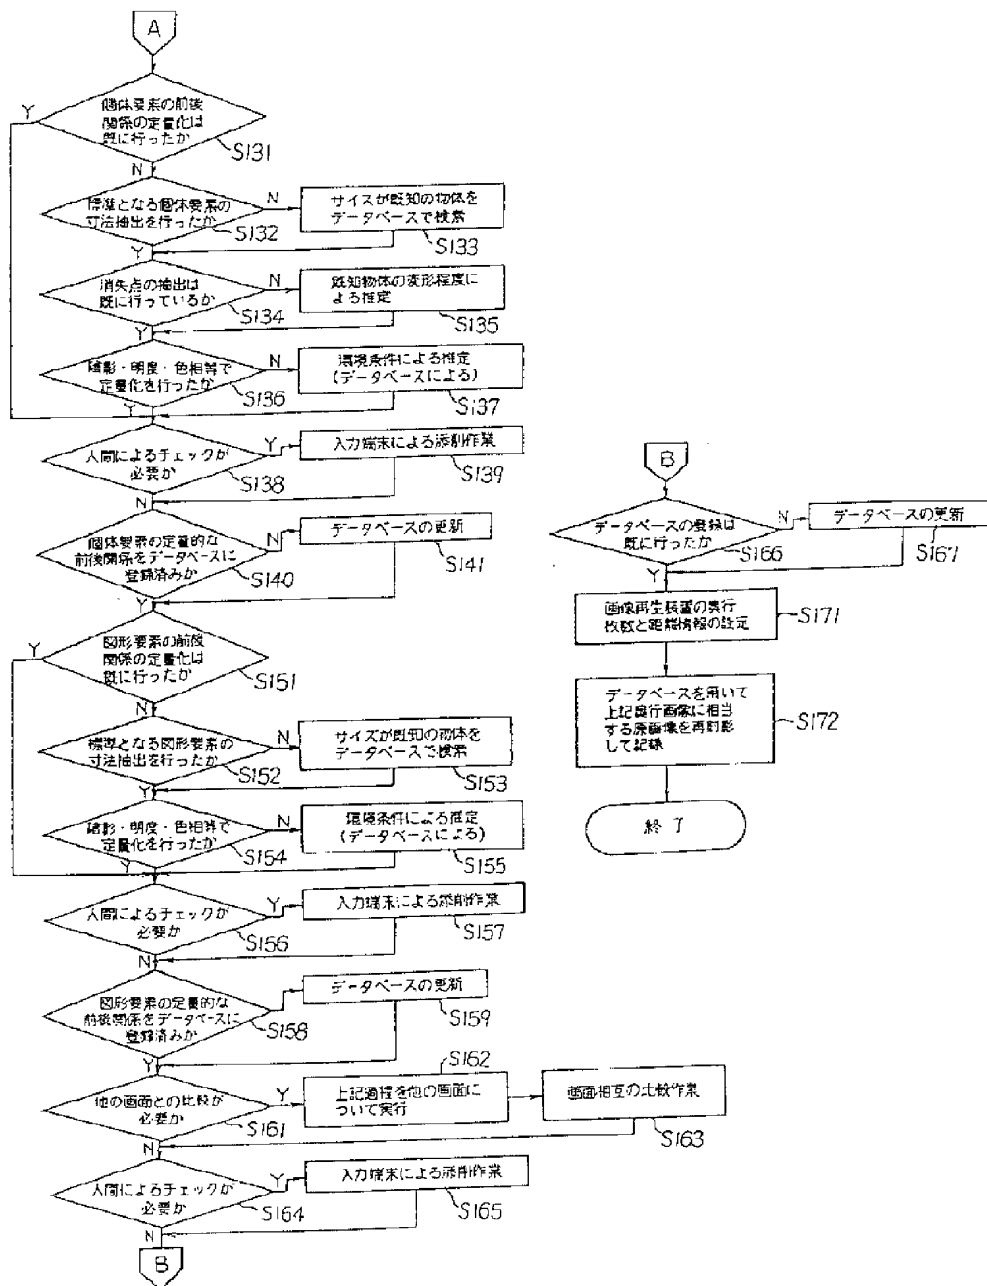 A
個体要素の前後
関係の定量化は
既に行ったか
Y
S131
N
標準となる個体要素の
寸法抽出を行ったか
N
S132
サイズが既知の物体を
データベースで検索
S133
Y
消失点の抽出は
既に行っているか
N
S134
既知物体の変形程度に
よる推定
S135
Y
陰影・明度・色相等で
定量化を行ったか
N
S136
環境条件による推定
(データベースによる)
S137
Y
人間によるチェックが
必要か
Y
S138
入力端末による添削作業
S139
N
個体要素の定量的な
前後関係をデータベースに
登録済みか
N
S140
データベースの更新
S141
Y
図形要素の前後
関係の定量化は
既に行ったか
Y
S151
N
標準となる図形要素の
寸法抽出を行ったか
N
S152
サイズが既知の物体を
データベースで検索
S153
Y
陰影・明度・色相等で
定量化を行ったか
N
S154
環境条件による推定
(データベースによる)
S155
Y
人間によるチェックが
必要か
Y
S156
入力端末による添削作業
S157
N
図形要素の定量的な
前後関係をデータベースに
登録済みか
S158
データベースの更新
S159
Y
他の画面との比較が
必要か
Y
S161
S162
上記過程を他の画面に
ついて実行
画面相互の比較作業
S163
N
人間によるチェックが
必要か
Y
S164
入力端末による添削作業
S165
N
B
B
データベースの登録は
既に行ったか
N
S166
データベースの更新
S167
Y
画像再生装置の奥行
枚数と距離情報の設定
S171
データベースを用いて
上記奥行画像に相当
する原画像を再割影
して記録
S172
終了